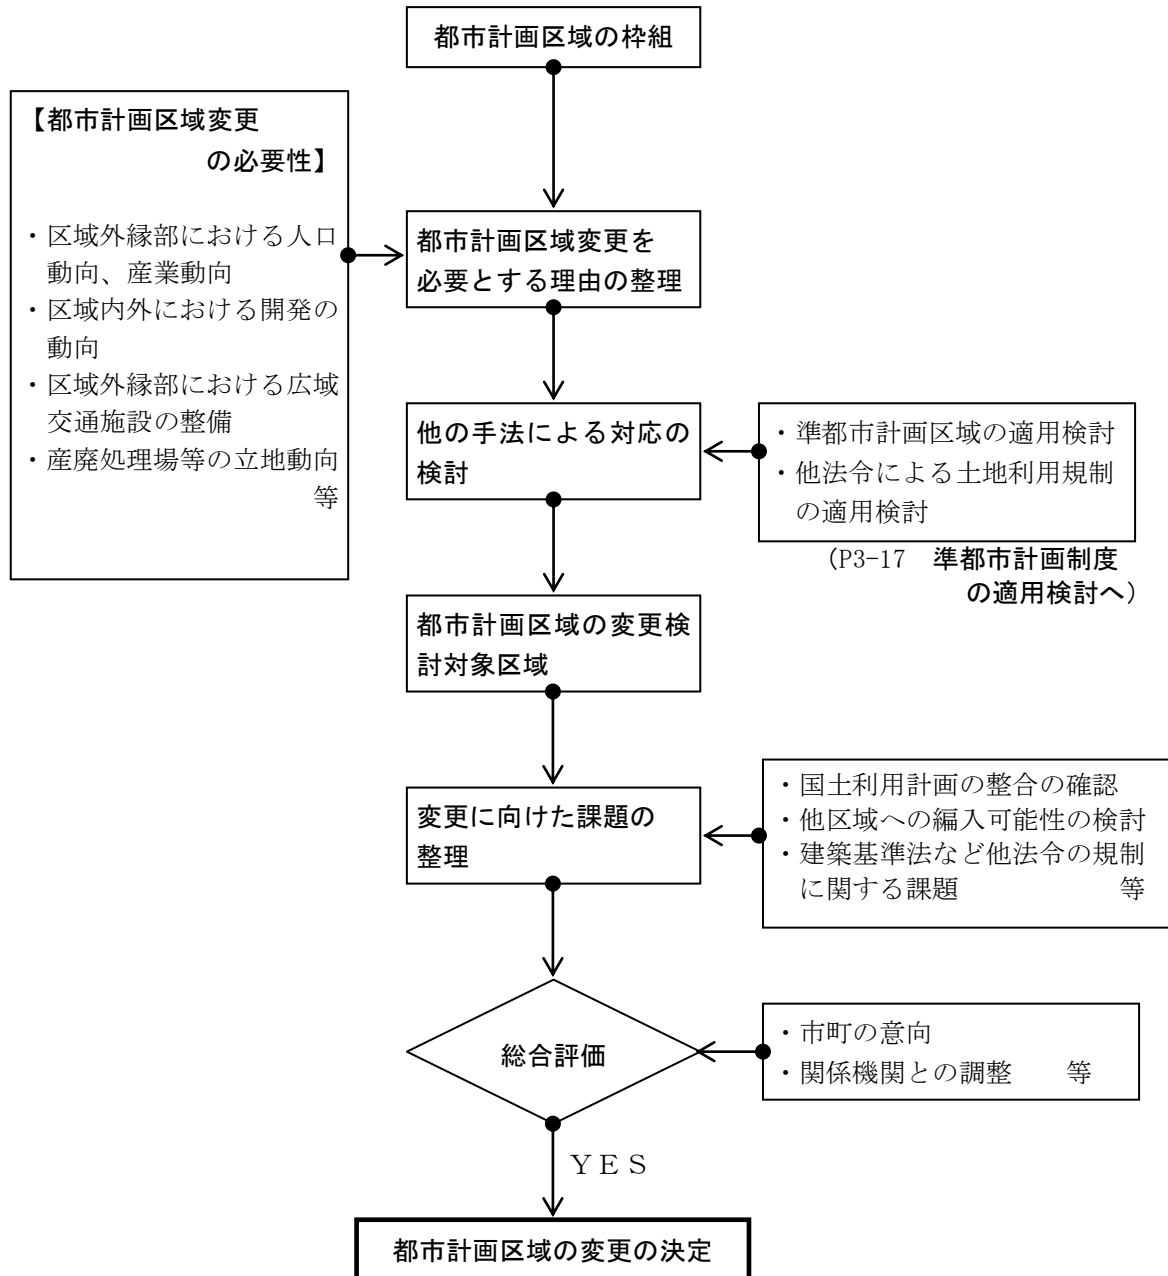 都市計画区域の枠組
【都市計画区域変更
の必要性】
・区域外縁部における人口
動向、産業動向
・区域内外における開発の
動向
・区域外縁部における広域
交通施設の整備
・産廃処理場等の立地動向
等
都市計画区域変更を
必要とする理由の整理
他の手法による対応の
検討
・準都市計画区域の適用検討
・他法令による土地利用規制
の適用検討
（P3-17　準都市計画制度
の適用検討へ）
都市計画区域の変更検
討対象区域
変更に向けた課題の
整理
・国土利用計画の整合の確認
・他区域への編入可能性の検討
・建築基準法など他法令の規制
に関する課題　　　　　　等
総合評価
・市町の意向
・関係機関との調整　　等
ＹＥＳ
都市計画区域の変更の決定